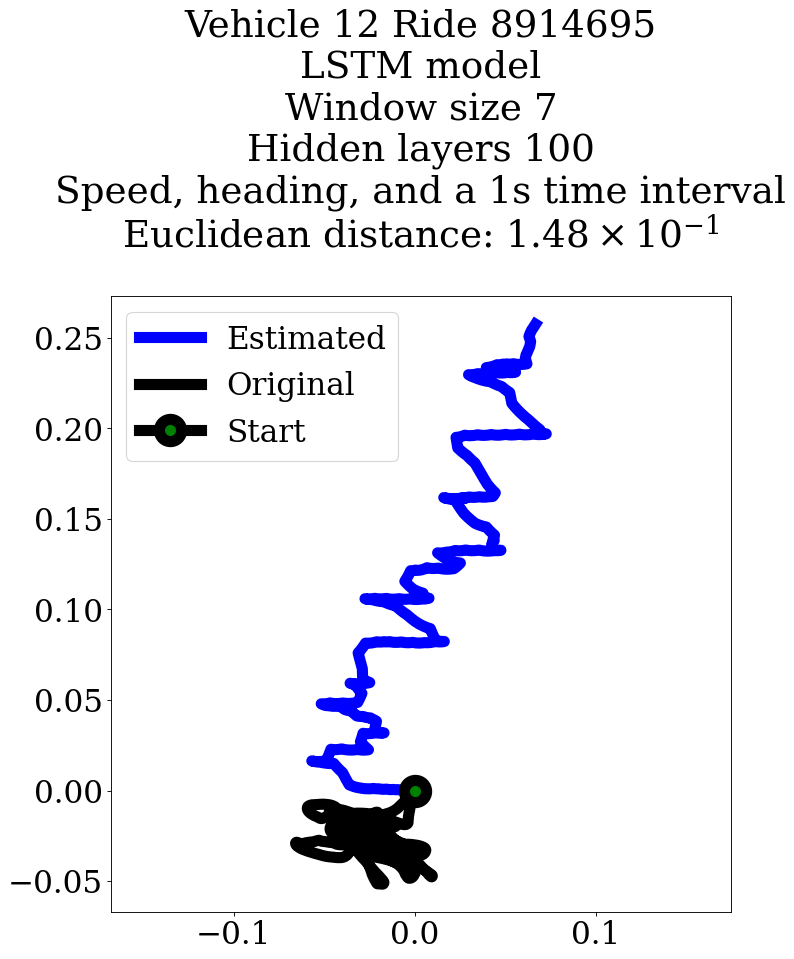 Vehicle 12 Ride 8914695
LSTM model
Window size 7
Hidden layers 100
Speed, heading, and a 1s time interval
Euclidean distance: 1.48 × 10⁻¹
Estimated
Original
Start
0.25
0.20
0.15
0.10
0.05
0.00
−0.05
−0.1
0.0
0.1